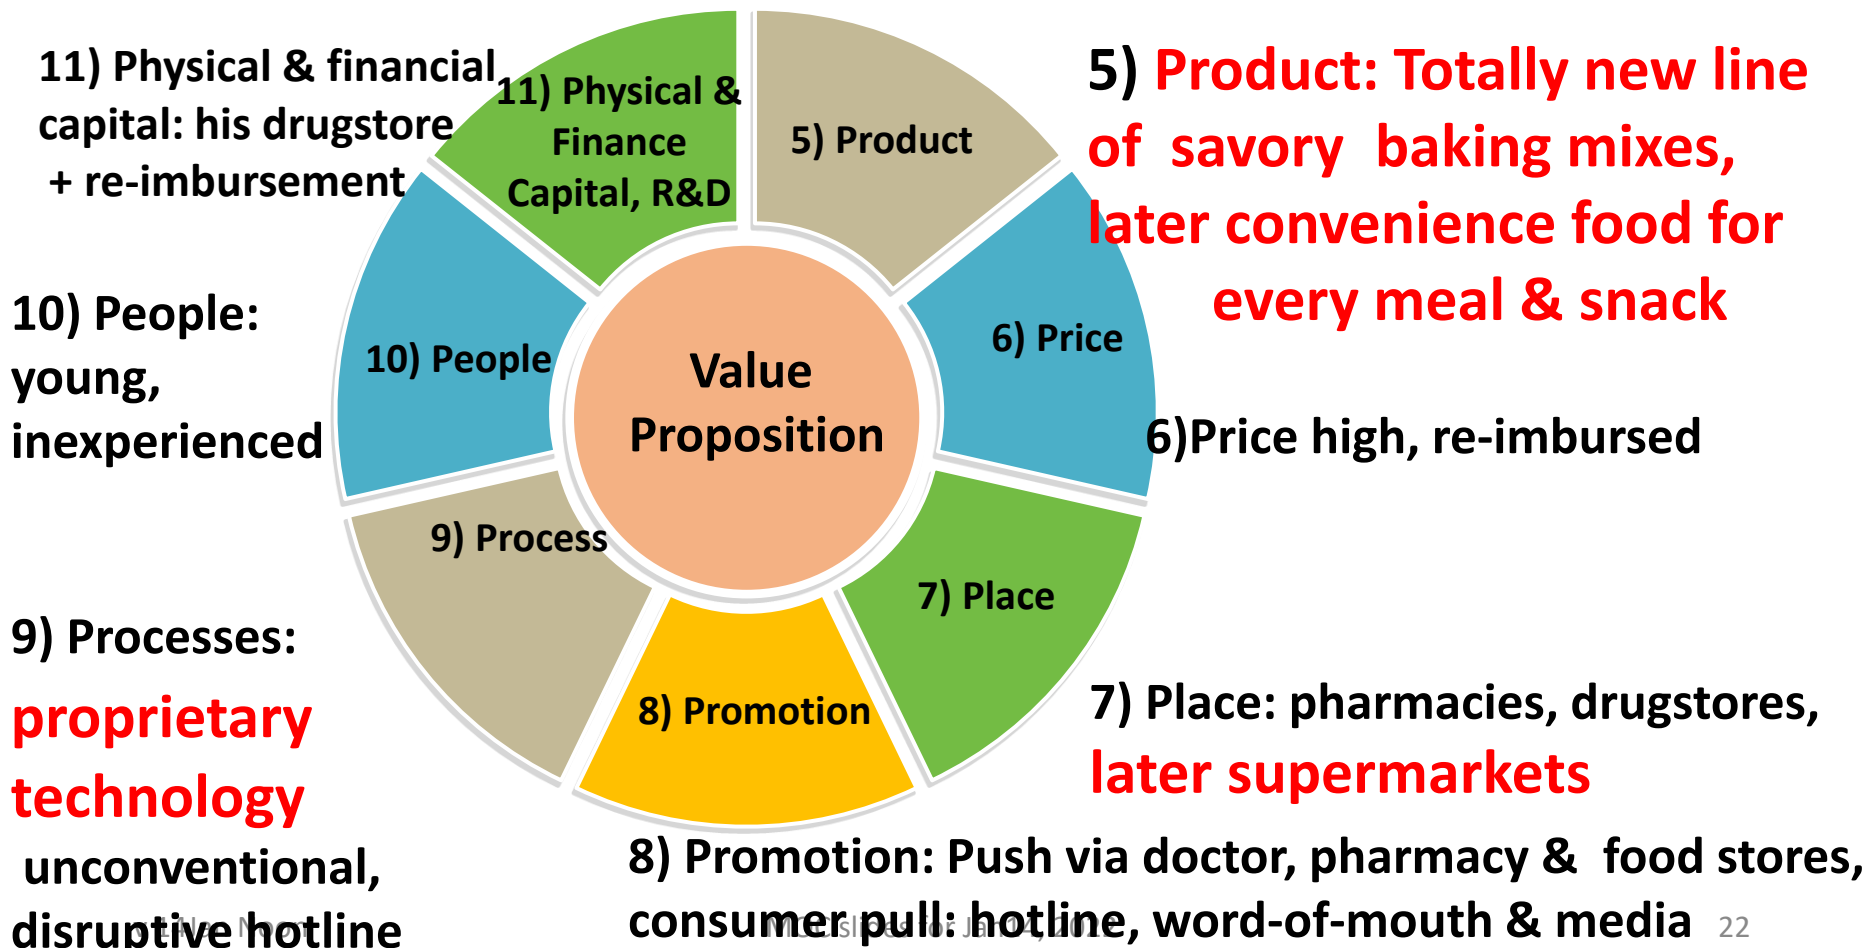 11) Physical & financial
capital: his drugstore
+ re-imbursement
11) Physical &
Finance
Capital, R&D
5) Product
5) Product: Totally new line
of savory baking mixes,
later convenience food for
every meal & snack
10) People:
young,
inexperienced
10) People
Value
Proposition
6) Price
6)Price high, re-imbursed
9) Process
7) Place
9) Processes:
proprietary
technology
unconventional,
disruptive hotline
8) Promotion
7) Place: pharmacies, drugstores,
later supermarkets
8) Promotion: Push via doctor, pharmacy & food stores,
consumer pull: hotline, word-of-mouth & media
slides for Jan14,
22